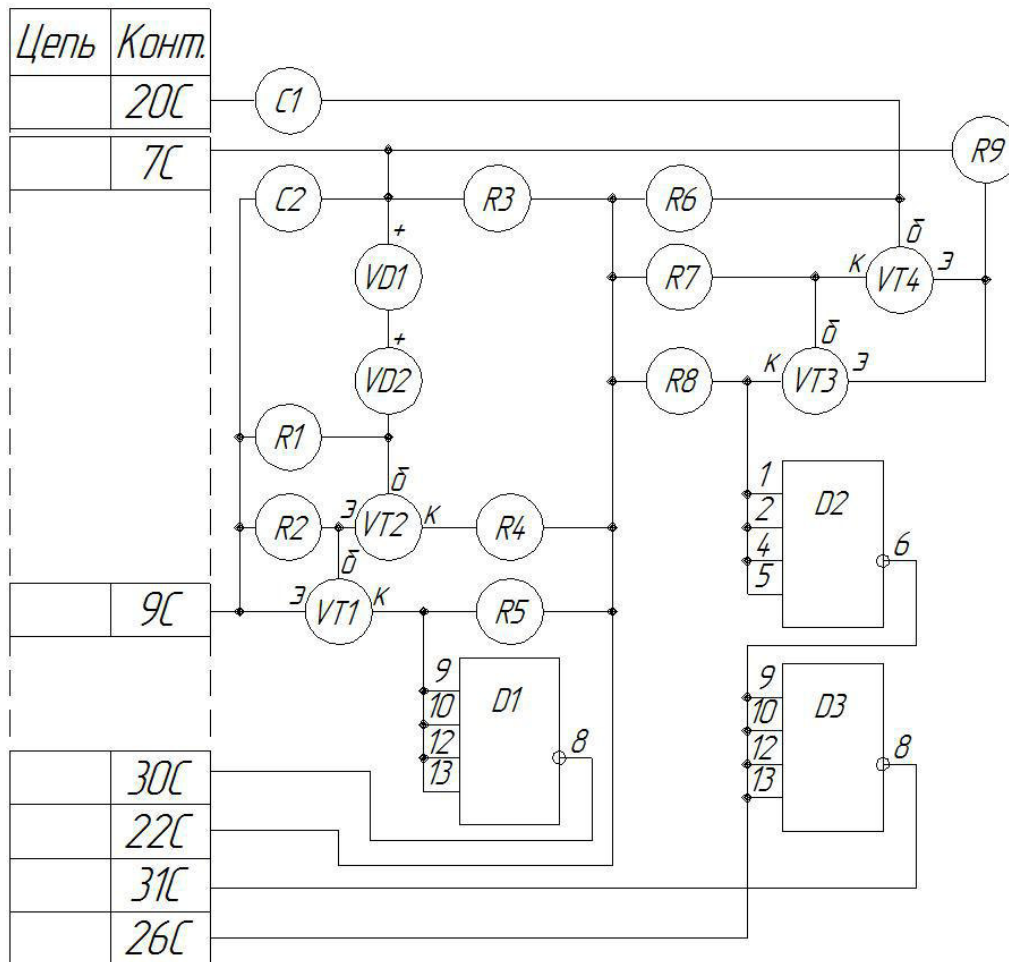 Цепь Конт.
20С
С1
7С
R9
С2
R3
R6
+
б
VD1
R7
к
VT4
э
+
б
VD2
R8
к
VT3
э
R1
б
1
2
4
5
D2
6
R2
э
VT2
к
R4
б
9С
э
VT1
к
R5
9
10
12
13
D1
8
9
10
12
13
D3
8
30С
22С
31С
26С